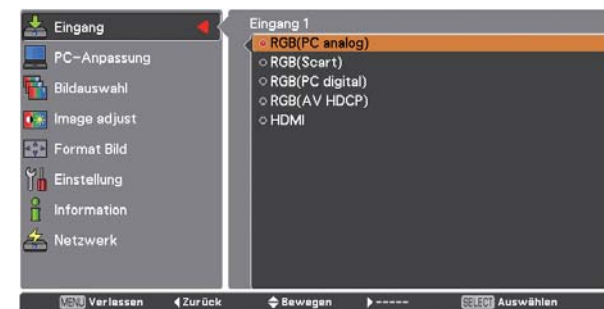 Eingang
PC-Anpassung
Bildauswahl
Image adjust
Format Bild
Einstellung
Information
Netzwerk
Eingang 1
RGB(PC analog)
RGB(Scart)
RGB(PC digital)
RGB(AV HDCP)
HDMI
MENU Verlassen ◀Zurück Bewegen ▶----- SELECT Auswählen